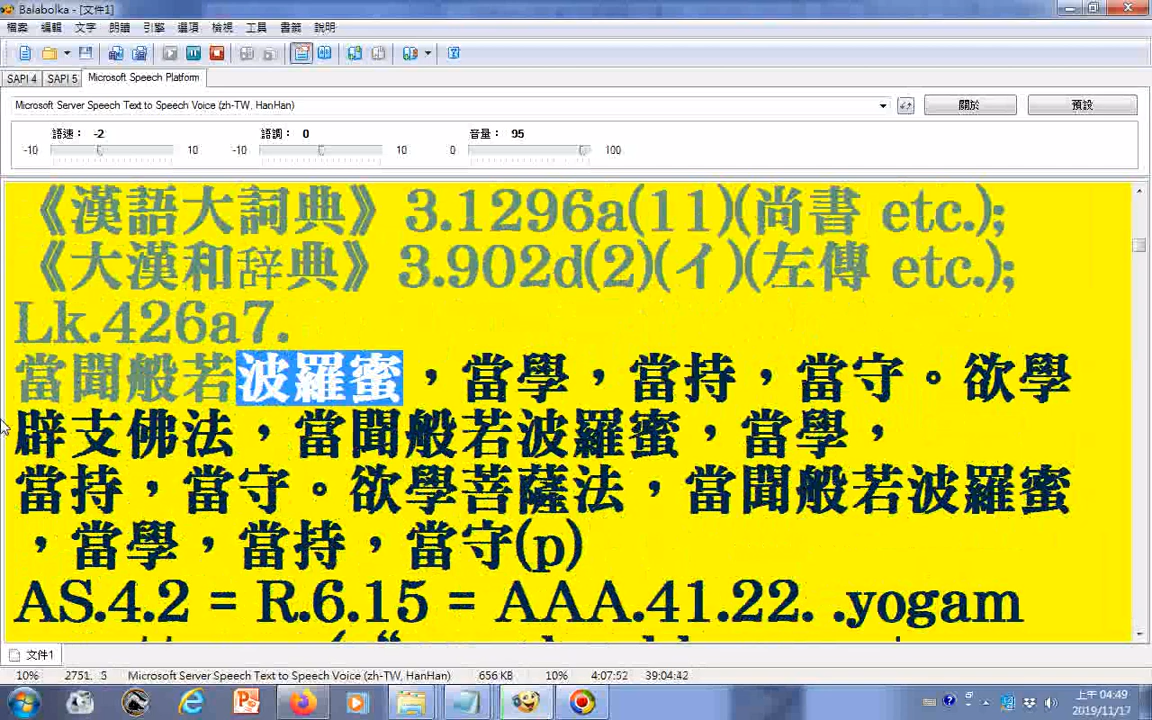 Balabolka - [文件1]
檔案 編輯 文字 朗讀 引擎 選項 檢視 工具 書籤 說明
SAPI 4 SAPI 5 Microsoft Speech Platform
Microsoft Server Speech Text to Speech Voice (zh-TW, HanHan) 關於 預設
語速： -2 語調： 0 音量： 95
-10 10 -10 10 0 100
《漢語大詞典》 3.1296a(11)(尚書 etc.);
《大漢和辞典》 3.902d(2)(イ)(左傳 etc.);
Lk.426a7.
當聞般若波羅蜜，當學，當持，當守。欲學
辟支佛法，當聞般若波羅蜜，當學，
當持，當守。欲學菩薩法，當聞般若波羅蜜
，當學，當持，當守(p)
AS.4.2 = R.6.15 = AAA.41.22. .yogam
文件1
10% 2751. S Microsoft Server Speech Text to Speech Voice (zh-TW, HanHan) 656 KB 10% 4:07:52 39:04:42
上午 04:49
2019/11/17